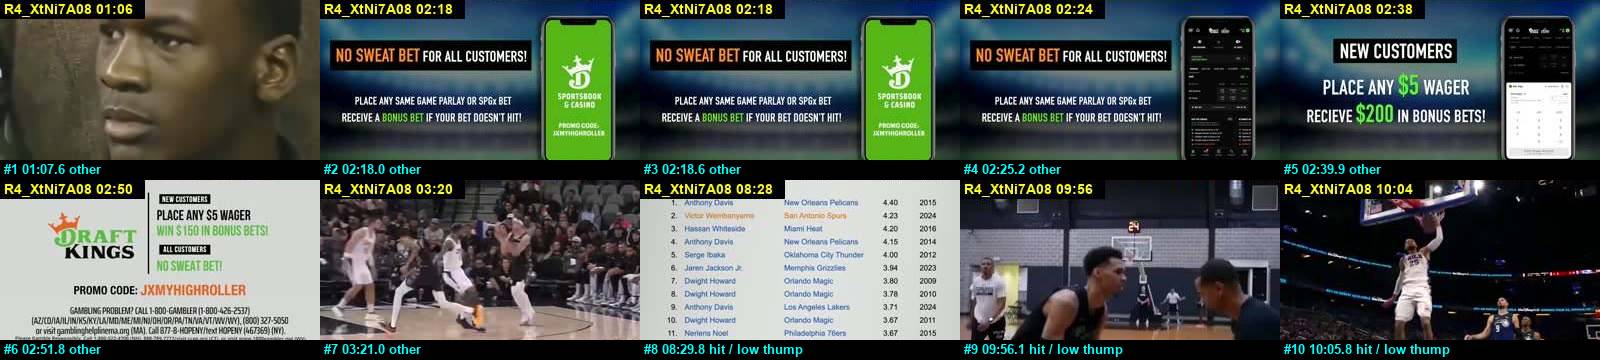 R4_XtNi7A08 01:06
#1 01:07.6 other
R4_XtNi7A08 02:18
NO SWEAT BET FOR ALL CUSTOMERS!
PLACE ANY SAME GAME PARLAY OR SPGx BET
RECEIVE A BONUS BET IF YOUR BET DOESN'T HIT!
SPORTSBOOK
& CASINO
PROMO CODE:
JXMYHIGHROLLER
#2 02:18.0 other
R4_XtNi7A08 02:18
NO SWEAT BET FOR ALL CUSTOMERS!
PLACE ANY SAME GAME PARLAY OR SPGx BET
RECEIVE A BONUS BET IF YOUR BET DOESN'T HIT!
SPORTSBOOK
& CASINO
PROMO CODE:
JXMYHIGHROLLER
#3 02:18.6 other
R4_XtNi7A08 02:24
NO SWEAT BET FOR ALL CUSTOMERS!
PLACE ANY SAME GAME PARLAY OR SPGx BET
RECEIVE A BONUS BET IF YOUR BET DOESN'T HIT!
#4 02:25.2 other
R4_XtNi7A08 02:38
NEW CUSTOMERS
PLACE ANY $5 WAGER
RECIEVE $200 IN BONUS BETS!
#5 02:39.9 other
R4_XtNi7A08 02:50
DRAFT
KINGS
NEW CUSTOMERS
PLACE ANY $5 WAGER
WIN $150 IN BONUS BETS!
ALL CUSTOMERS
NO SWEAT BET!
PROMO CODE: JXMYHIGHROLLER
GAMBLING PROBLEM? CALL 1-800-GAMBLER (1-800-426-2537)
#6 02:51.8 other
R4_XtNi7A08 03:20
#7 03:21.0 other
R4_XtNi7A08 08:28
1. Anthony Davis New Orleans Pelicans 4.40 2015
2. Victor Wembanyama San Antonio Spurs 4.23 2024
3. Hassan Whiteside Miami Heat 4.20 2016
4. Anthony Davis New Orleans Pelicans 4.15 2014
5. Serge Ibaka Oklahoma City Thunder 4.00 2012
6. Jaren Jackson Jr. Memphis Grizzlies 3.94 2023
7. Dwight Howard Orlando Magic 3.80 2009
8. Dwight Howard Orlando Magic 3.78 2010
9. Anthony Davis Los Angeles Lakers 3.71 2024
10. Dwight Howard Orlando Magic 3.67 2011
11. Nerlens Noel Philadelphia 76ers 3.67 2015
#8 08:29.8 hit / low thump
R4_XtNi7A08 09:56
24
#9 09:56.1 hit / low thump
R4_XtNi7A08 10:04
#10 10:05.8 hit / low thump